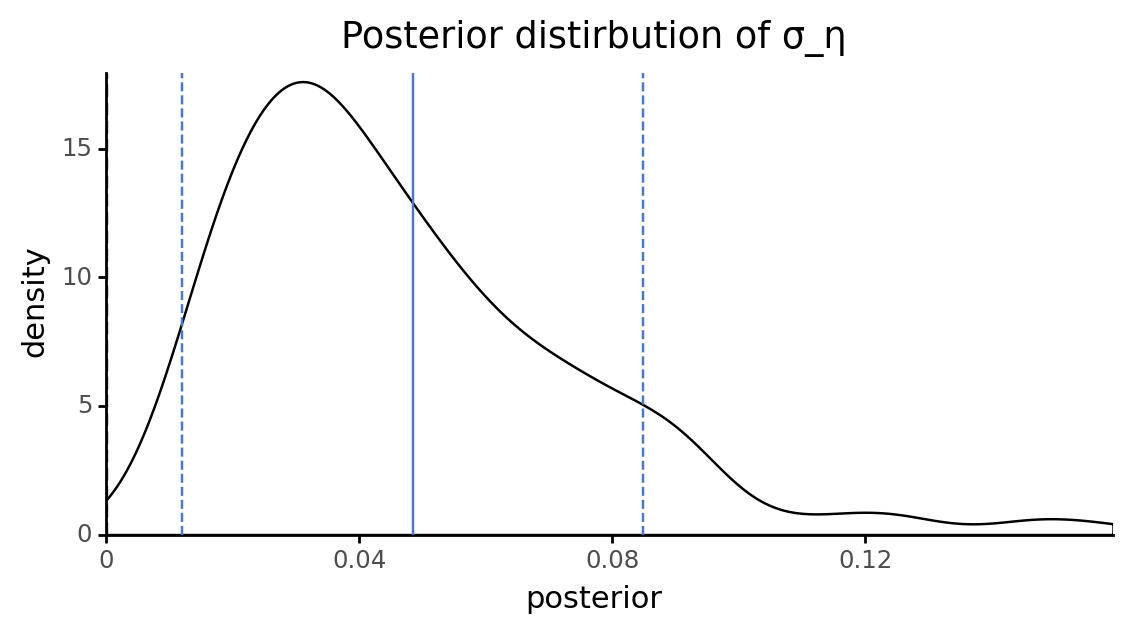 Posterior distirbution of σ_η
15
10
5
0
density
0
0.04
0.08
0.12
posterior